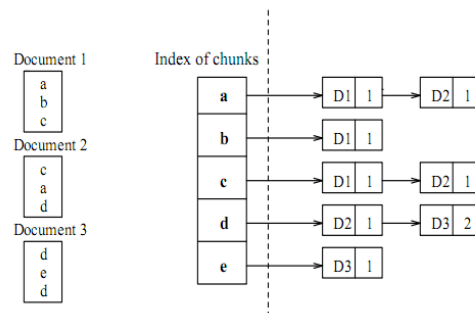 Document 1
a
b
c
Document 2
c
a
d
Document 3
d
e
d
Index of chunks
a D1 1 D2 1
b D1 1
c D1 1 D2 1
d D2 1 D3 2
e D3 1